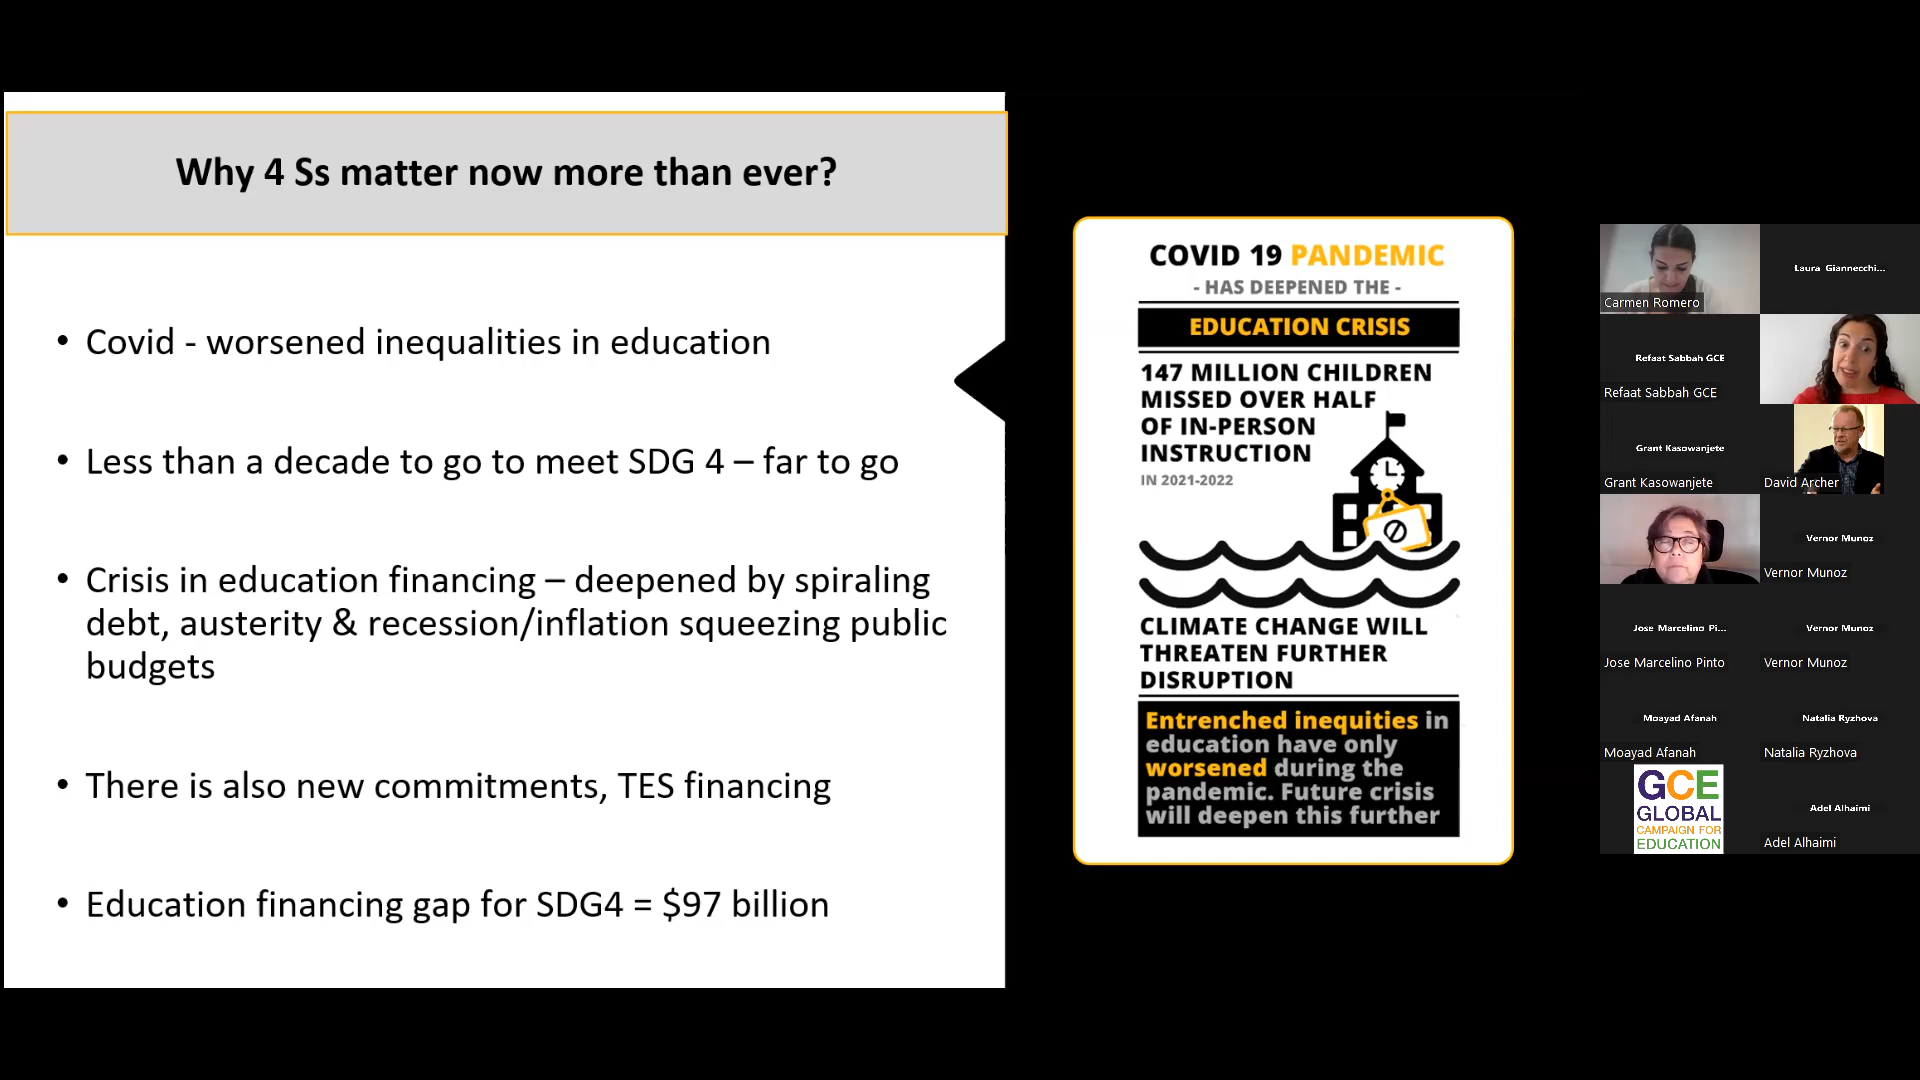 Why 4 Ss matter now more than ever?
• Covid - worsened inequalities in education
• Less than a decade to go to meet SDG 4 – far to go
• Crisis in education financing – deepened by spiraling
debt, austerity & recession/inflation squeezing public
budgets
• There is also new commitments, TES financing
• Education financing gap for SDG4 = $97 billion
COVID 19 PANDEMIC
- HAS DEEPENED THE -
EDUCATION CRISIS
147 MILLION CHILDREN
MISSED OVER HALF
OF IN-PERSON
INSTRUCTION
IN 2021-2022
CLIMATE CHANGE WILL
THREATEN FURTHER
DISRUPTION
Entrenched inequities in
education have only
worsened during the
pandemic. Future crisis
will deepen this further
Carmen Romero
Laura Giannecchi...
Refaat Sabbah GCE
Refaat Sabbah GCE
Grant Kasowanjete
Grant Kasowanjete
David Archer
Vernor Munoz
Vernor Munoz
Jose Marcelino Pi...
Jose Marcelino Pinto
Vernor Munoz
Vernor Munoz
Moayad Afanah
Moayad Afanah
Natalia Ryzhova
Natalia Ryzhova
GCE
GLOBAL
CAMPAIGN FOR
EDUCATION
Adel Alhaimi
Adel Alhaimi